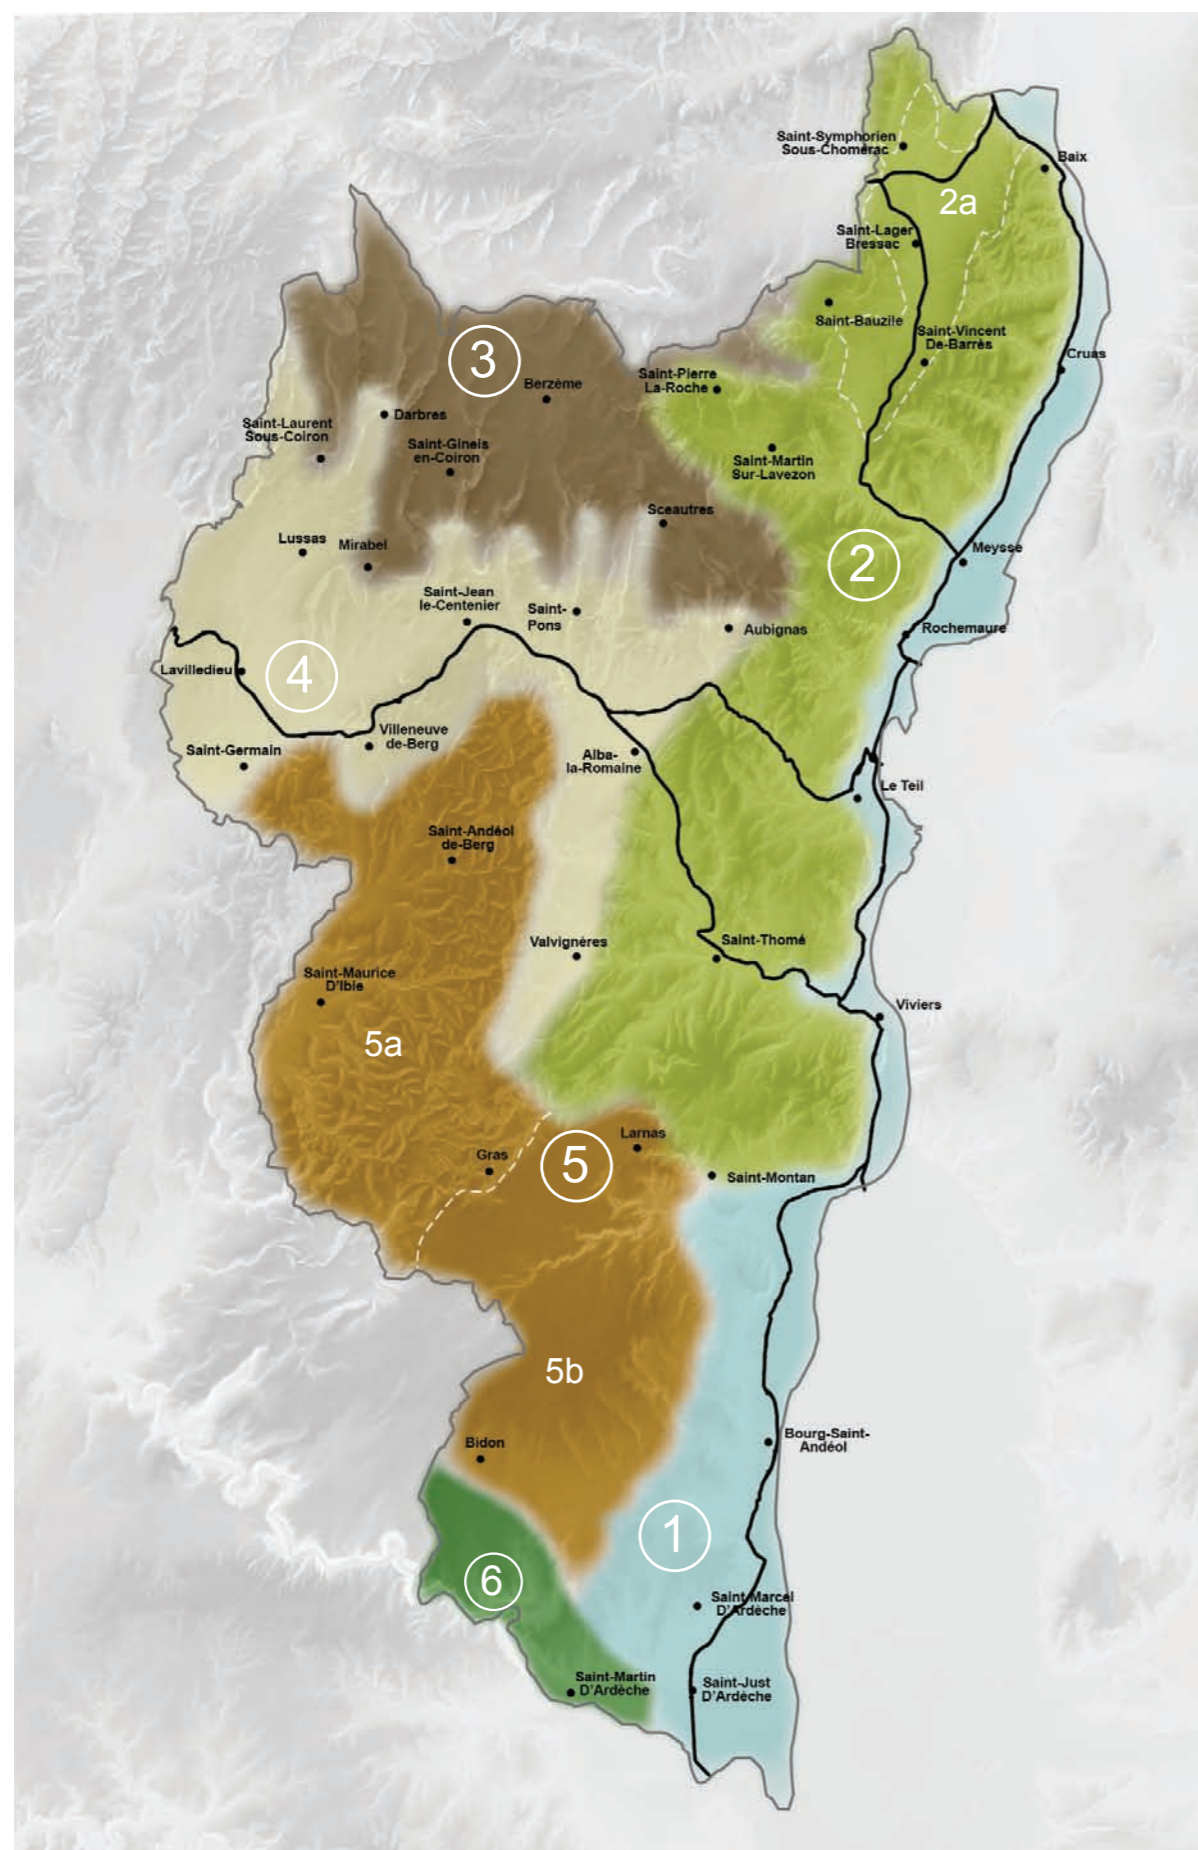 Saint-Symphorien
Sous-Chomérac
Baix
2a
Saint-Lager
Bressac
Saint-Bauzile
Saint-Vincent
De-Barrès
Cruas
3
Saint-Pierre
La-Roche
Berzème
Darbres
Saint-Laurent
Sous-Coiron
Saint-Gineis
en-Coiron
Saint-Martin
Sur-Lavezon
Sceautres
Lussas
Mirabel
2
Meysse
Saint-Jean
le-Centenier
Saint-
Pons
Aubignas
Rochemaure
Lavilledieu
4
Villeneuve
de-Berg
Saint-Germain
Alba-
la-Romaine
Le Teil
Saint-Andéol
de-Berg
Valvignères
Saint-Thomé
Saint-Maurice
D'Ibie
Viviers
5a
Larnas
Gras
5
Saint-Montan
5b
Bidon
Bourg-Saint-
Andéol
1
6
Saint-Marcel
D'Ardèche
Saint-Martin
D'Ardèche
Saint-Just
D'Ardèche